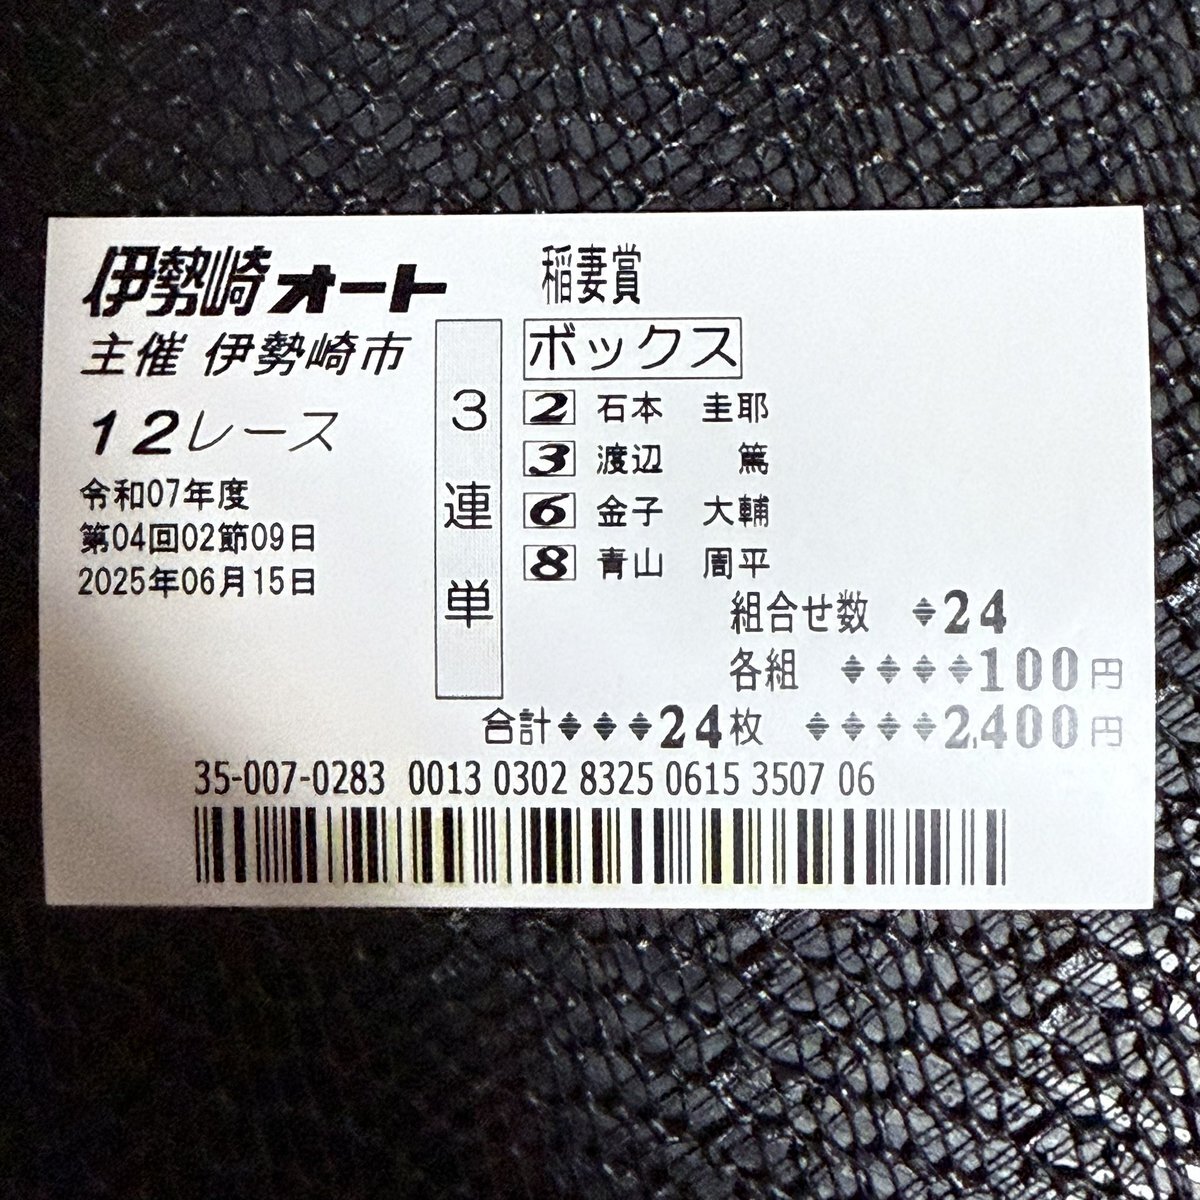 伊勢崎オート
稲妻賞
主催 伊勢崎市
12レース
令和07年度
第04回02節09日
2025年06月15日
3連単
ボックス
2 石本 圭耶
3 渡辺 篤
6 金子 大輔
8 青山 周平
組合せ数 ♦24
各組 ♦♦♦♦100円
合計♦♦♦24枚 ♦♦♦♦2,400円
35-007-0283 0013 0302 8325 0615 3507 06